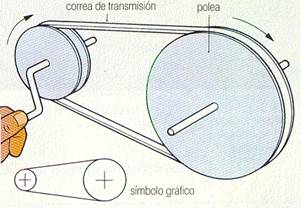 correa de transmisión
polea
símbolo gráfico